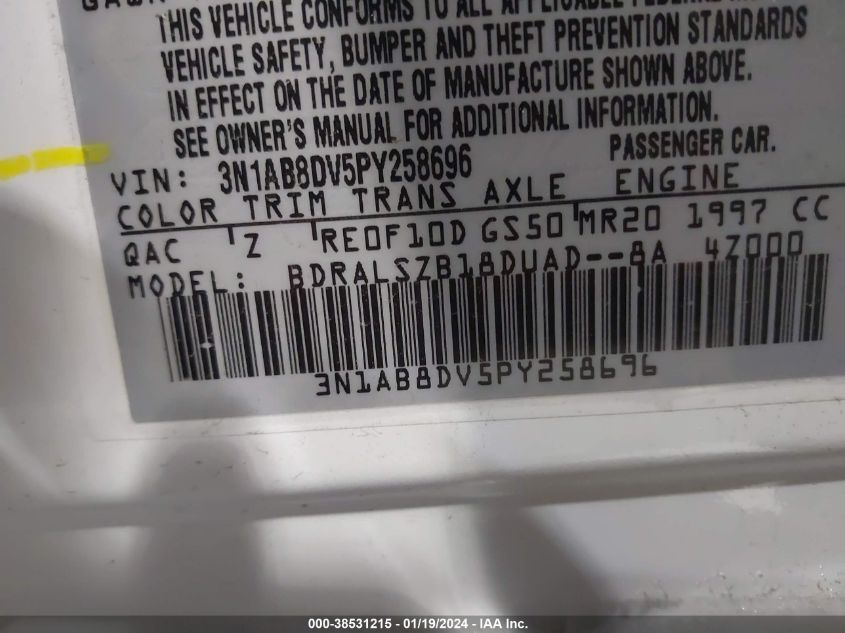 THIS VEHICLE CONFORMS TO ALL APPLICABLE FEDERAL MOTOR
VEHICLE SAFETY, BUMPER AND THEFT PREVENTION STANDARDS
IN EFFECT ON THE DATE OF MANUFACTURE SHOWN ABOVE.
SEE OWNER'S MANUAL FOR ADDITIONAL INFORMATION.
PASSENGER CAR.
VIN: 3N1AB8DV5PY258696
COLOR TRIM TRANS AXLE ENGINE
QAC Z RE0F10D GS50 MR20 1997 CC
MODEL: BDRALSZB18DUAD--8A 4Z000
3N1AB8DV5PY258696
000-38531215 - 01/19/2024 - IAA Inc.